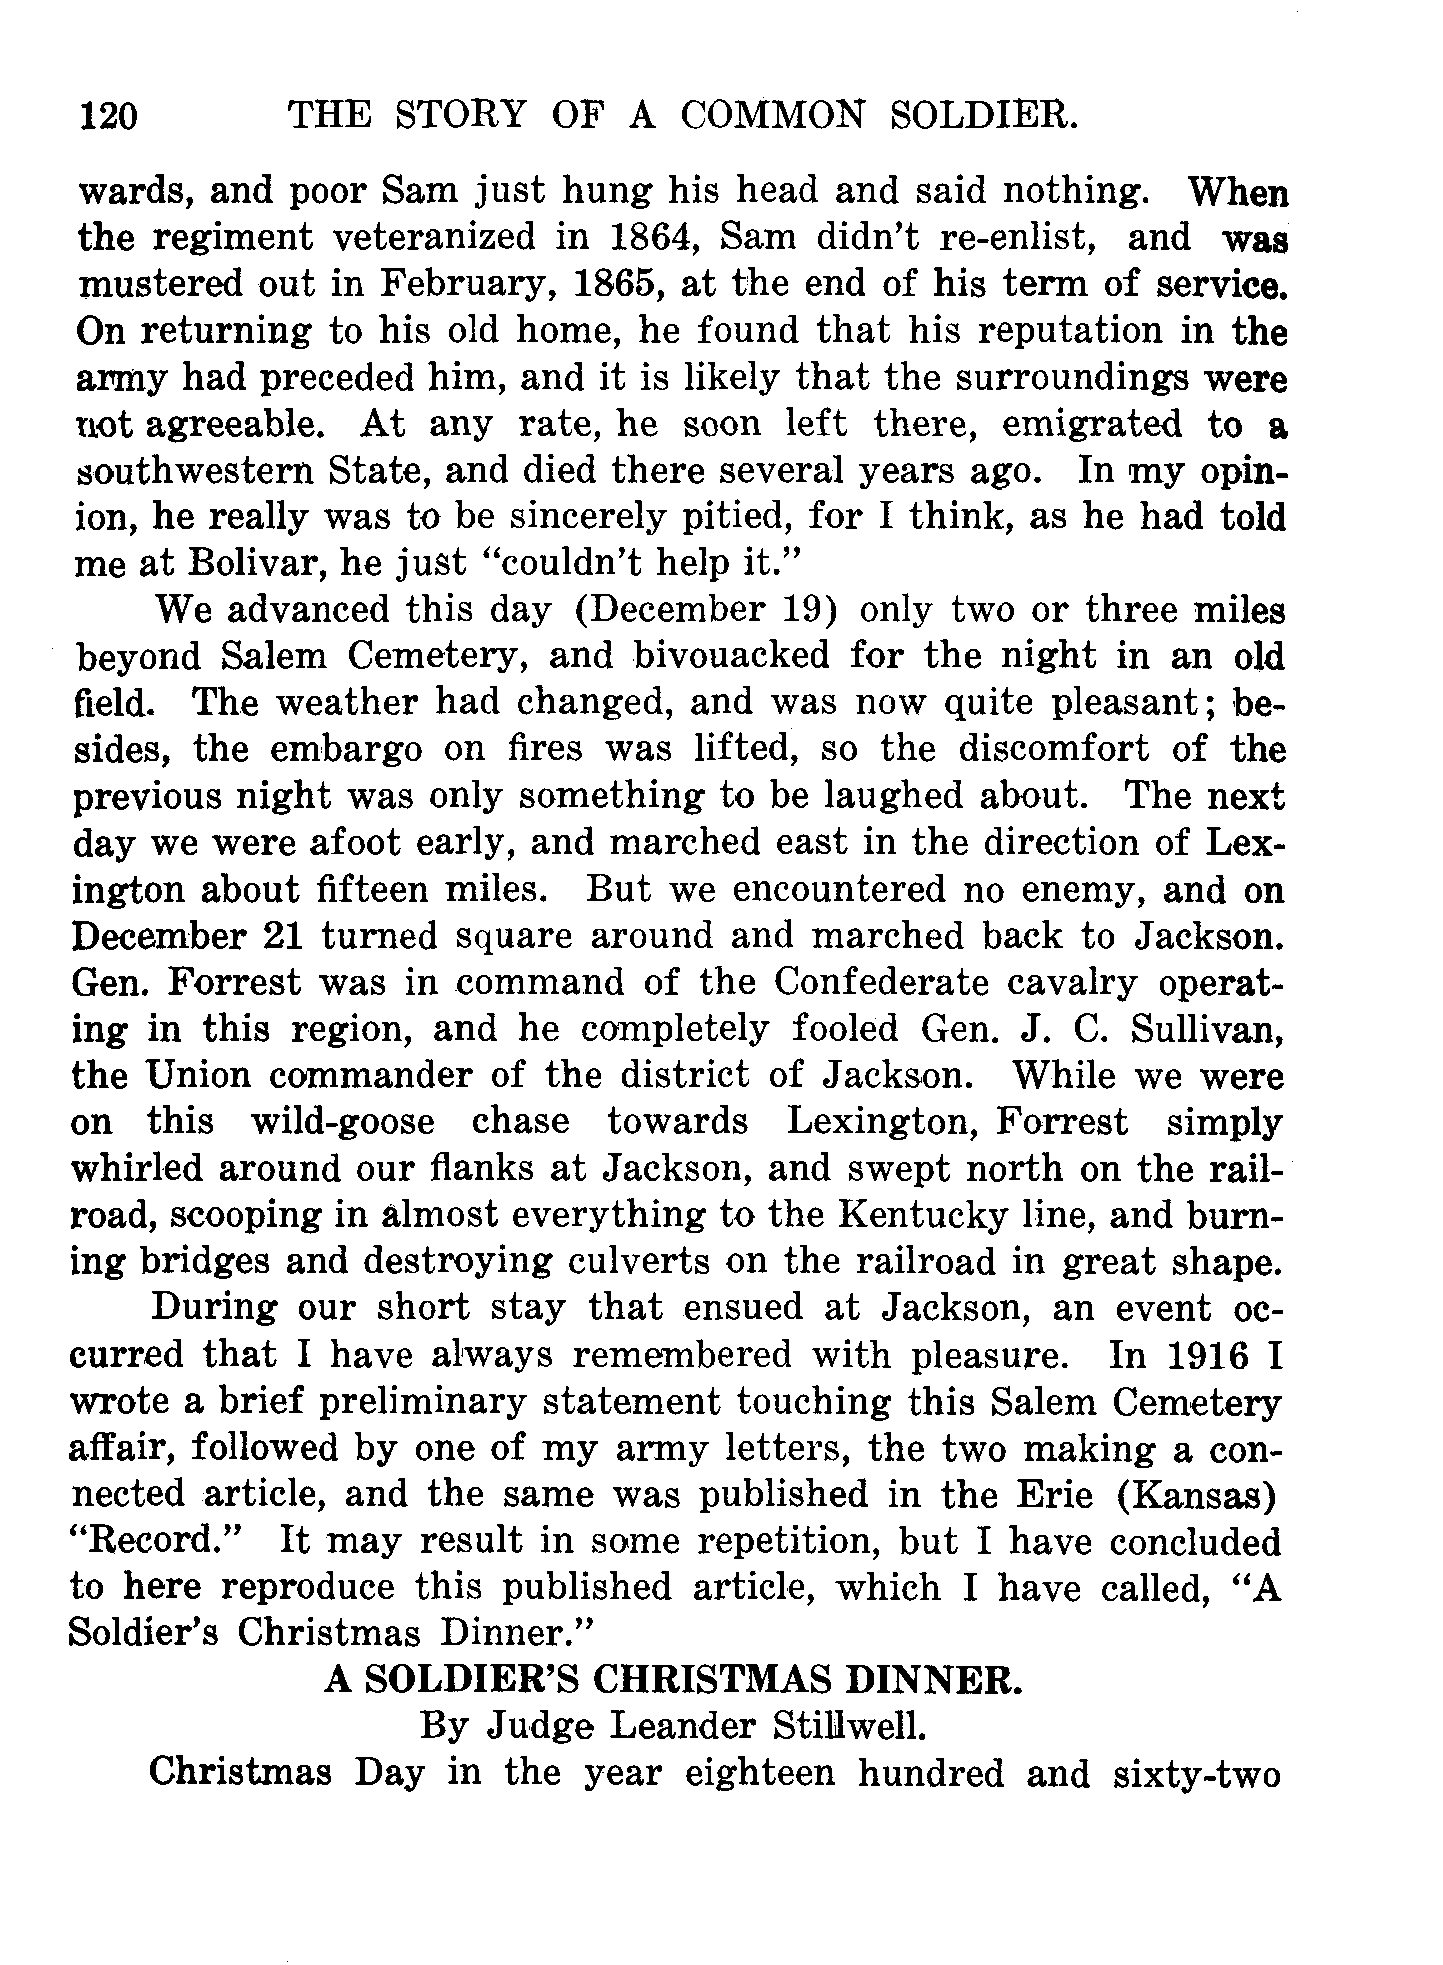 120 THE STORY OF A COMMON SOLDIER.
wards, and poor Sam just hung his head and said nothing. When
the regiment veteranized in 1864, Sam didn't re-enlist, and was
mustered out in February, 1865, at the end of his term of service.
On returning to his old home, he found that his reputation in the
army had preceded him, and it is likely that the surroundings were
not agreeable. At any rate, he soon left there, emigrated to a
southwestern State, and died there several years ago. In my opin-
ion, he really was to be sincerely pitied, for I think, as he had told
me at Bolivar, he just "couldn't help it."
We advanced this day (December 19) only two or three miles
beyond Salem Cemetery, and bivouacked for the night in an old
field. The weather had changed, and was now quite pleasant; be-
sides, the embargo on fires was lifted, so the discomfort of the
previous night was only something to be laughed about. The next
day we were afoot early, and marched east in the direction of Lex-
ington about fifteen miles. But we encountered no enemy, and on
December 21 turned square around and marched back to Jackson.
Gen. Forrest was in command of the Confederate cavalry operat-
ing in this region, and he completely fooled Gen. J. C. Sullivan,
the Union commander of the district of Jackson. While we were
on this wild-goose chase towards Lexington, Forrest simply
whirled around our flanks at Jackson, and swept north on the rail-
road, scooping in almost everything to the Kentucky line, and burn-
ing bridges and destroying culverts on the railroad in great shape.
During our short stay that ensued at Jackson, an event oc-
curred that I have always remembered with pleasure. In 1916 I
wrote a brief preliminary statement touching this Salem Cemetery
affair, followed by one of my army letters, the two making a con-
nected article, and the same was published in the Erie (Kansas)
"Record." It may result in some repetition, but I have concluded
to here reproduce this published article, which I have called, "A
Soldier's Christmas Dinner."
A SOLDIER'S CHRISTMAS DINNER.
By Judge Leander Stillwell.
Christmas Day in the year eighteen hundred and sixty-two